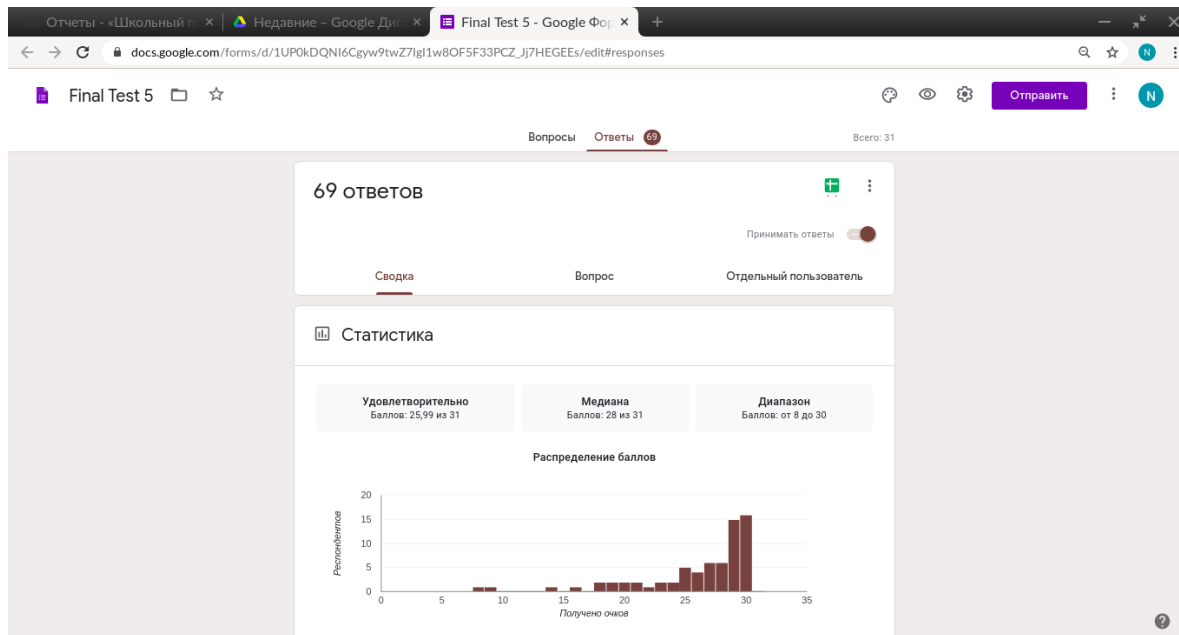 Отчеты - «Школьный п
Недавние – Google Дис
Final Test 5 - Google Фор
docs.google.com/forms/d/1UP0kDQNI6Cgyw9twZ7IgI1w8OF5F33PCZ_Jj7HEGEEs/edit#responses
N
Final Test 5
Отправить
N
Вопросы Ответы 69
Всего: 31
69 ответов
Принимать ответы
Сводка Вопрос Отдельный пользователь
Статистика
Удовлетворительно Медиана Диапазон
Баллов: 25,99 из 31 Баллов: 28 из 31 Баллов: от 8 до 30
Распределение баллов
20
15
10
5
0
Респондентов
0 5 10 15 20 25 30 35
Получено очков
?